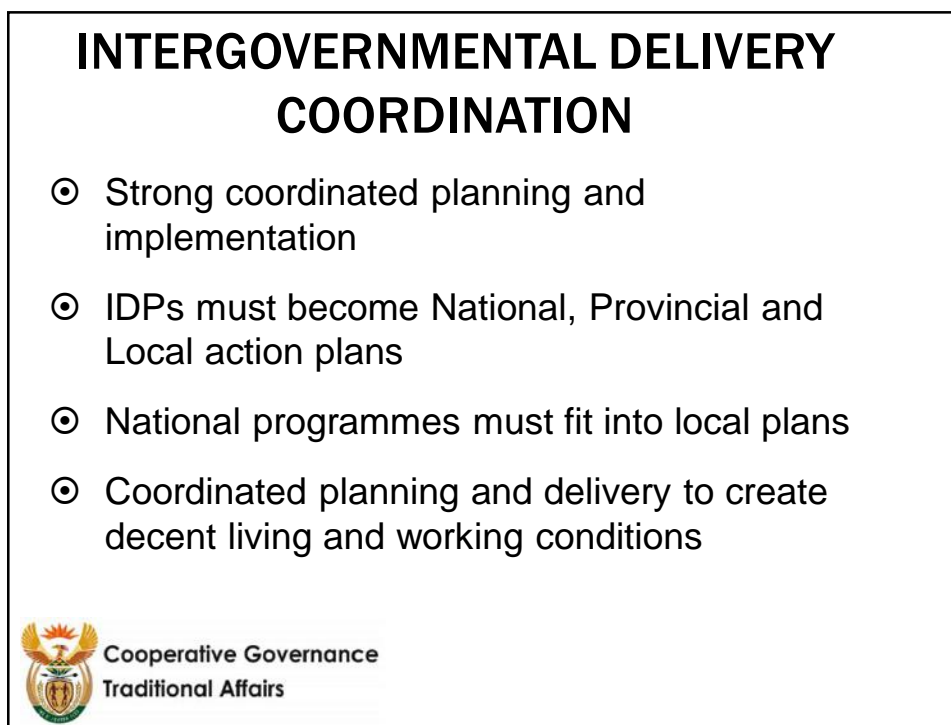 INTERGOVERNMENTAL DELIVERY
COORDINATION
Strong coordinated planning and
implementation
IDPs must become National, Provincial and
Local action plans
National programmes must fit into local plans
Coordinated planning and delivery to create
decent living and working conditions
Cooperative Governance
Traditional Affairs